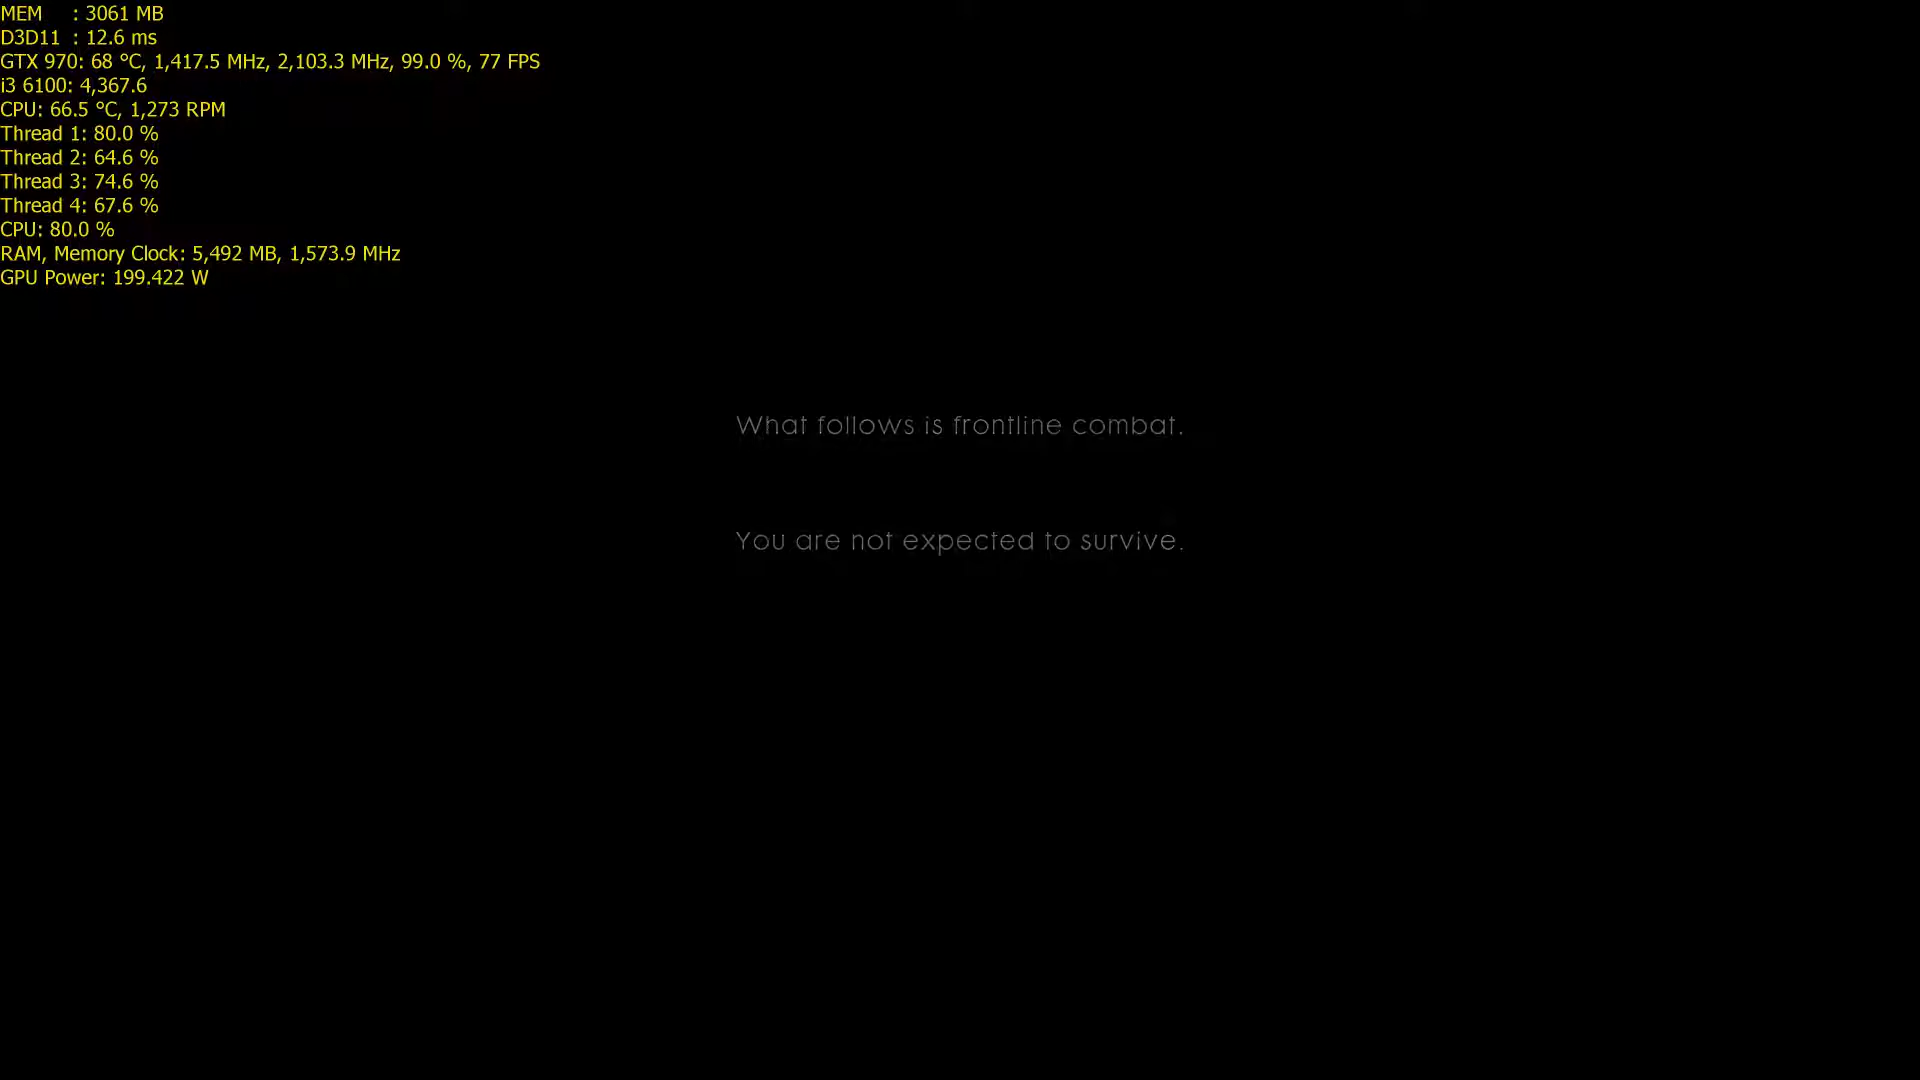 MEM : 3061 MB
D3D11 : 12.6 ms
GTX 970: 68 °C, 1,417.5 MHz, 2,103.3 MHz, 99.0 %, 77 FPS
i3 6100: 4,367.6
CPU: 66.5 °C, 1,273 RPM
Thread 1: 80.0 %
Thread 2: 64.6 %
Thread 3: 74.6 %
Thread 4: 67.6 %
CPU: 80.0 %
RAM, Memory Clock: 5,492 MB, 1,573.9 MHz
GPU Power: 199.422 W
What follows is frontline combat.
You are not expected to survive.